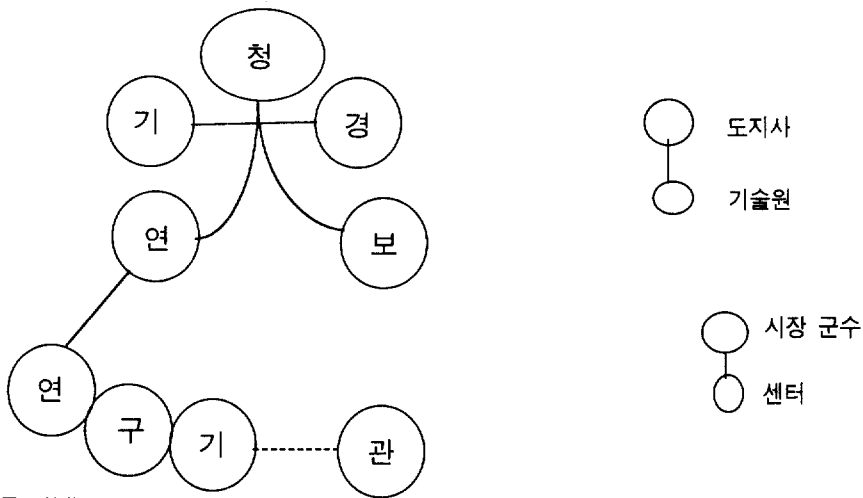 청
기 경
도지사
기술원
연 보
시장 군수
센터
연 구 기 관